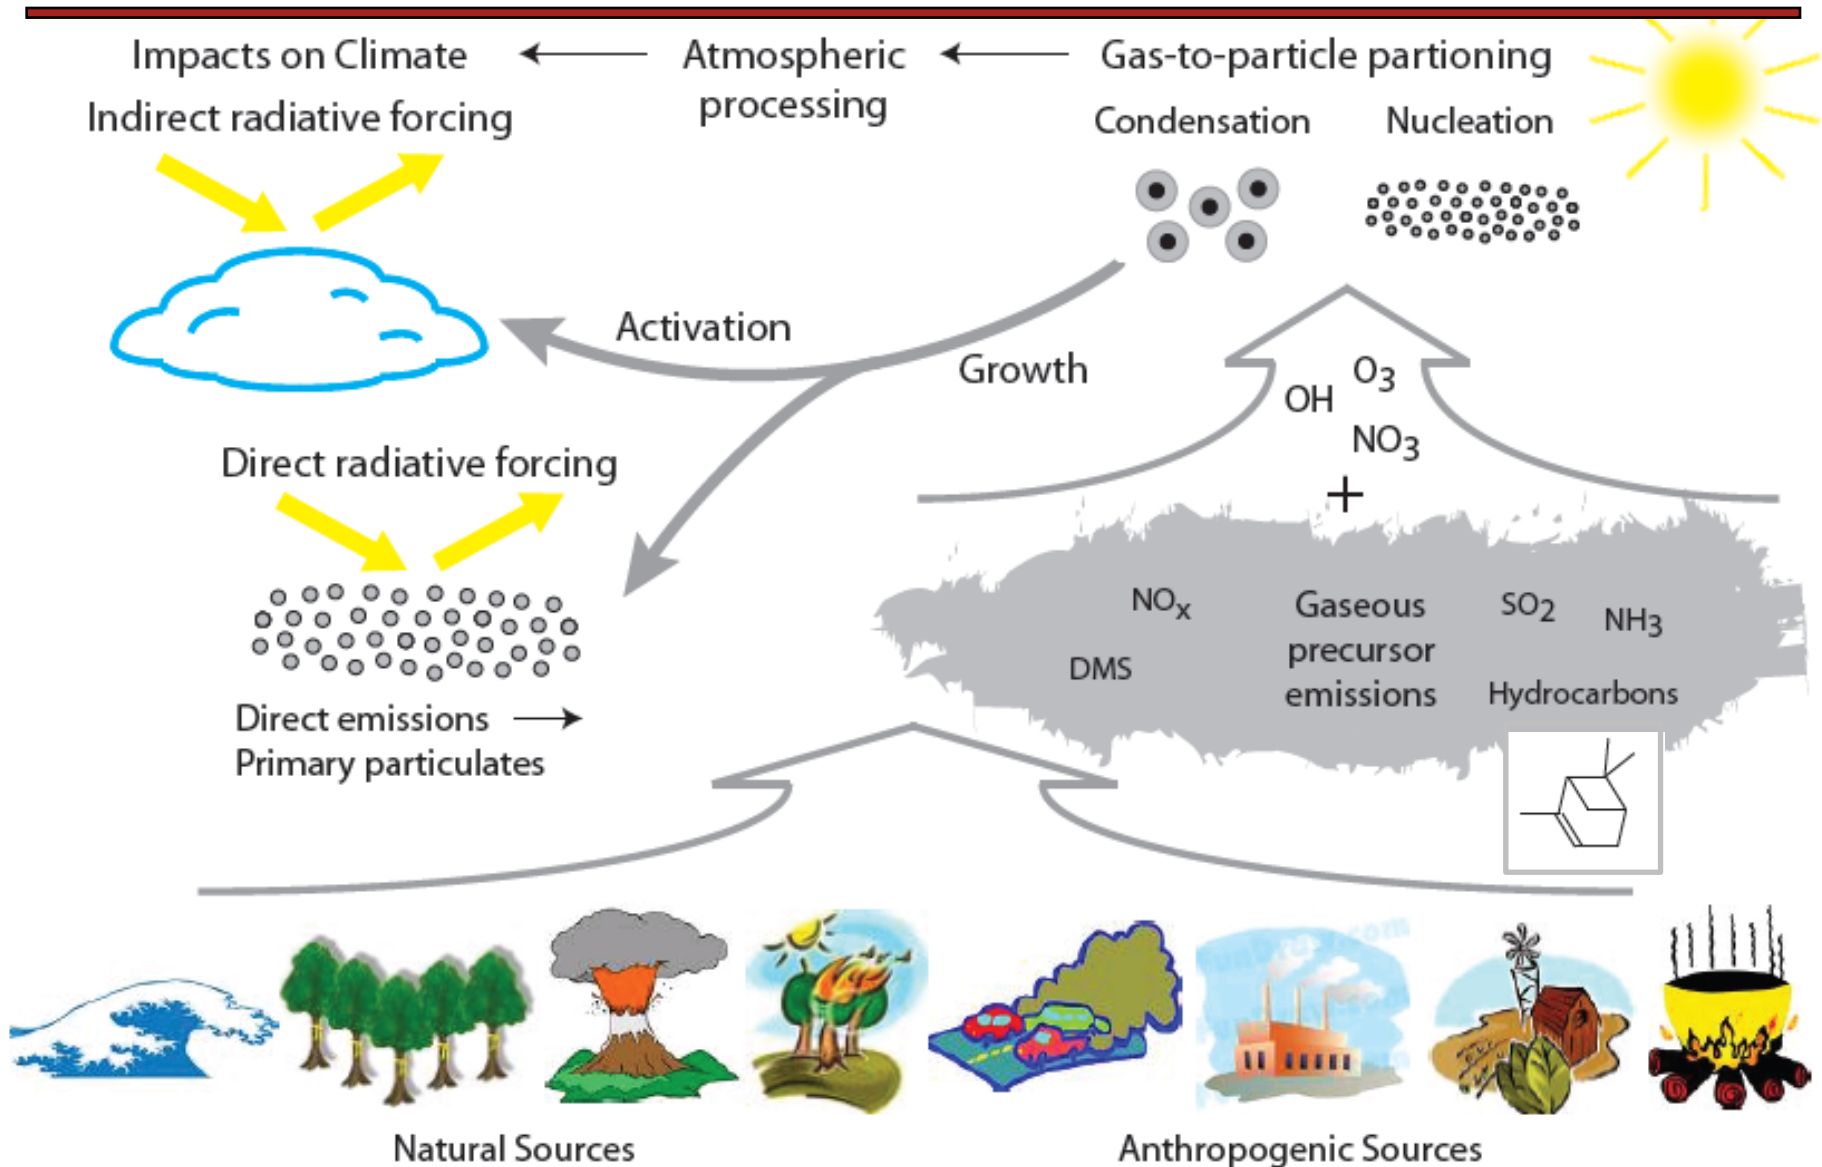 Impacts on Climate
Atmospheric
processing
Gas-to-particle partioning
Indirect radiative forcing
Condensation
Nucleation
Activation
Growth
O3
OH
NO3
+
Direct radiative forcing
NOx
Gaseous
precursor
emissions
SO2
NH3
DMS
Hydrocarbons
Direct emissions
Primary particulates
Natural Sources
Anthropogenic Sources